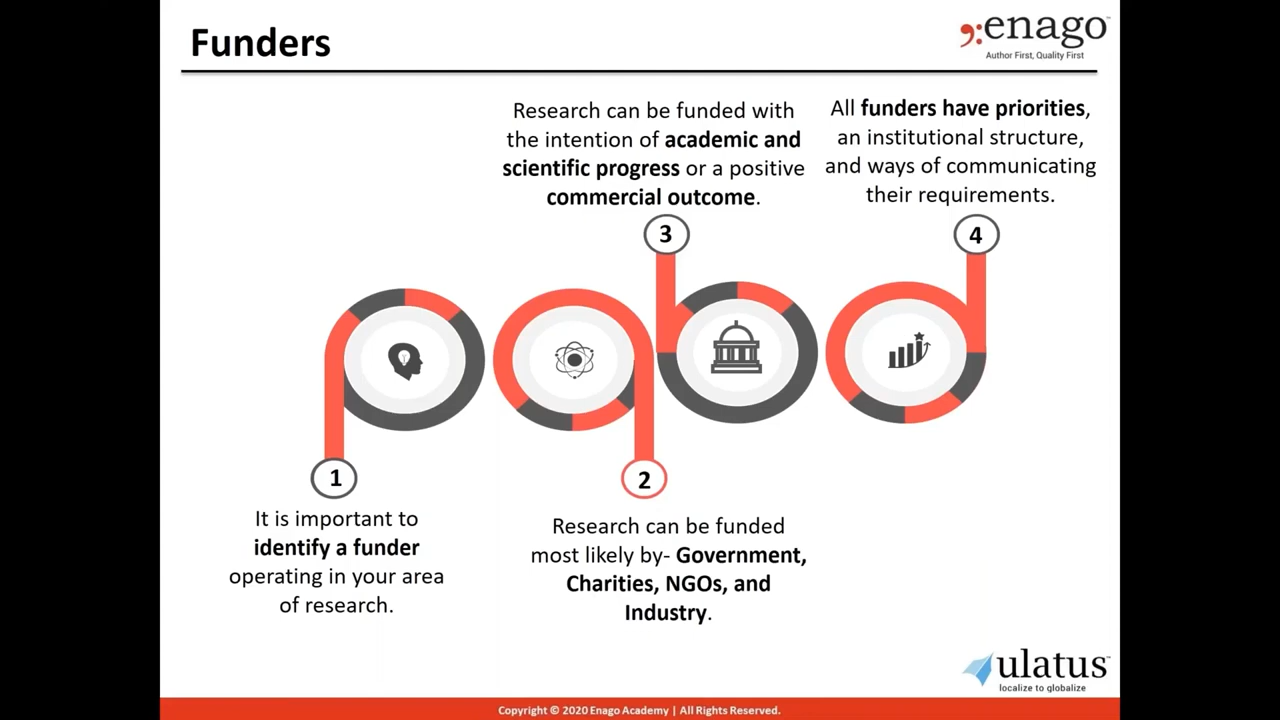 Funders
enago™
Author First, Quality First
Research can be funded with
the intention of academic and
scientific progress or a positive
commercial outcome.
All funders have priorities,
an institutional structure,
and ways of communicating
their requirements.
3
4
1
2
It is important to
identify a funder
operating in your area
of research.
Research can be funded
most likely by- Government,
Charities, NGOs, and
Industry.
ulatus™
localize to globalize
Copyright © 2020 Enago Academy | All Rights Reserved.